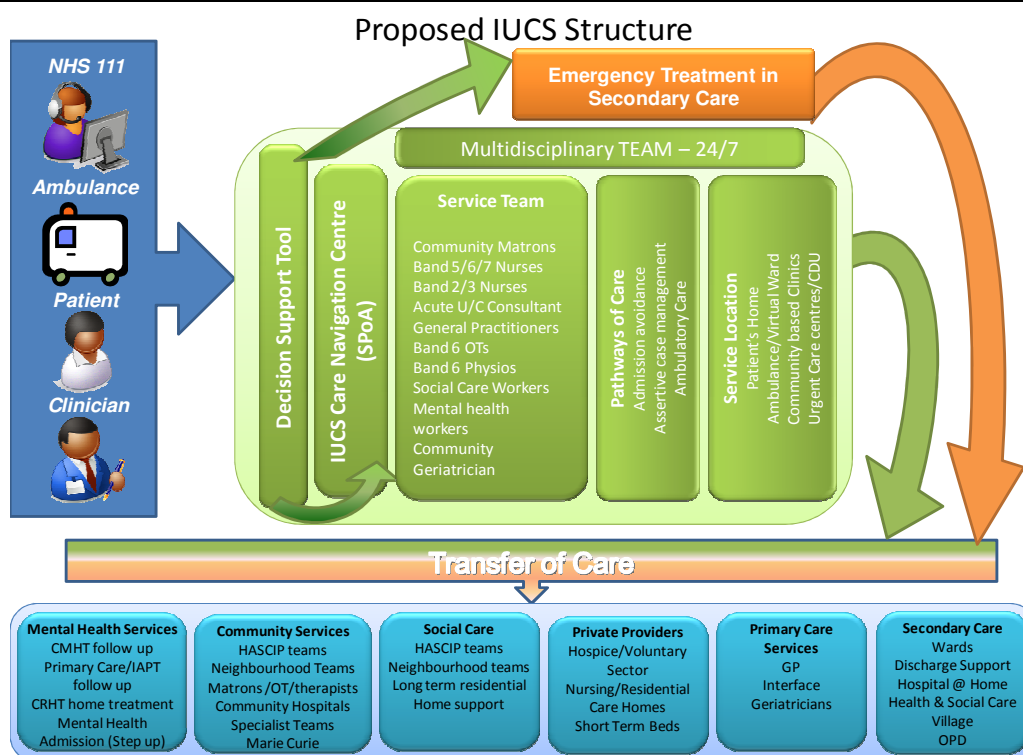 Proposed IUCS Structure
NHS 111
Ambulance
Patient
Clinician
Emergency Treatment in
Secondary Care
Multidisciplinary TEAM – 24/7
Decision Support Tool
IUCS Care Navigation Centre
(SPoA)
Service Team
Community Matrons
Band 5/6/7 Nurses
Band 2/3 Nurses
Acute U/C Consultant
General Practitioners
Band 6 OTs
Band 6 Physios
Social Care Workers
Mental health
workers
Community
Geriatrician
Pathways of Care
Admission avoidance
Assertive case management
Ambulatory Care
Service Location
Patient's Home
Ambulance/Virtual Ward
Community based Clinics
Urgent Care centres/CDU
Transfer of Care
Mental Health Services
CMHT follow up
Primary Care/IAPT
follow up
CRHT home treatment
Mental Health
Admission (Step up)
Community Services
HASCIP teams
Neighbourhood Teams
Matrons /OT/therapists
Community Hospitals
Specialist Teams
Marie Curie
Social Care
HASCIP teams
Neighbourhood teams
Long term residential
Home support
Private Providers
Hospice/Voluntary
Sector
Nursing/Residential
Care Homes
Short Term Beds
Primary Care
Services
GP
Interface
Geriatricians
Secondary Care
Wards
Discharge Support
Hospital @ Home
Health & Social Care
Village
OPD